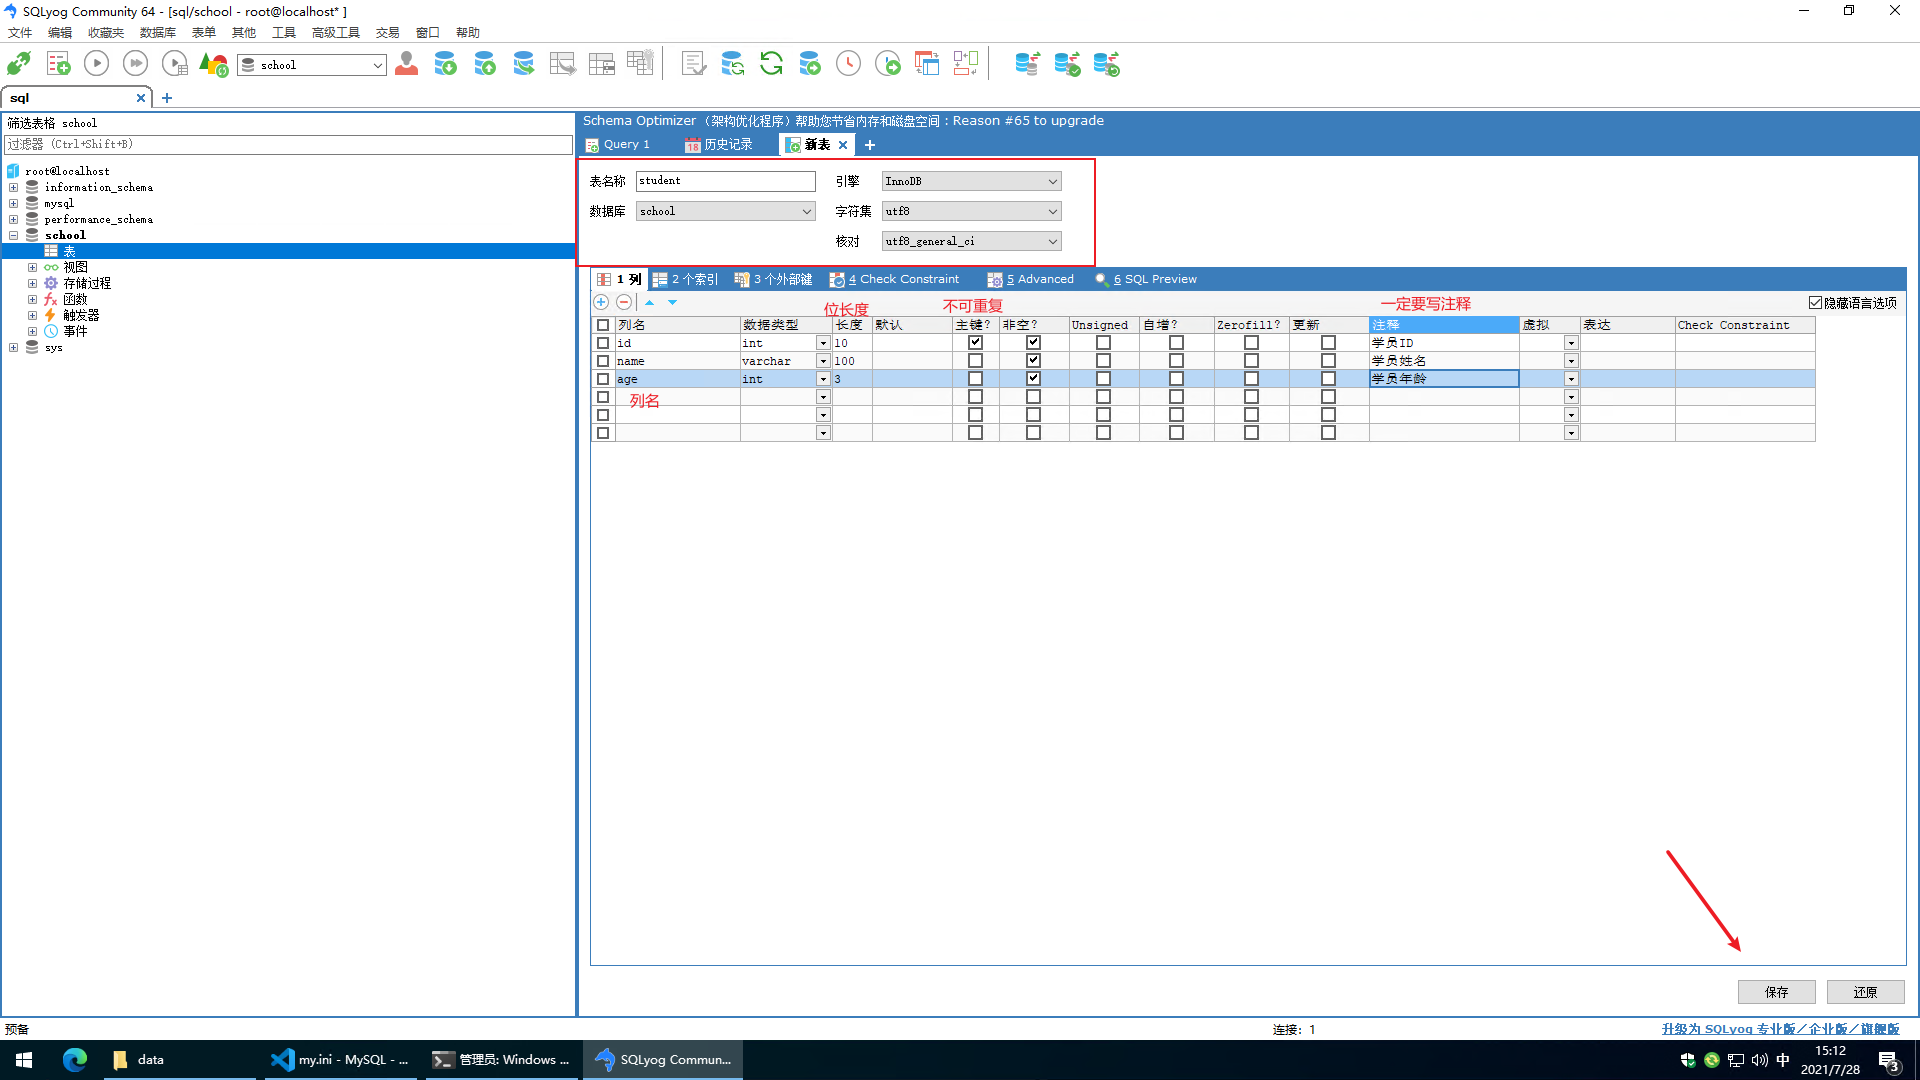 SQLyog Community 64 - [sql/school - root@localhost* ]
文件 编辑 收藏夹 数据库 表单 其他 工具 高级工具 交易 窗口 帮助
school
sql
筛选表格 school
过滤器 (Ctrl+Shift+B)
root@localhost
information_schema
mysql
performance_schema
school
表
视图
存储过程
函数
触发器
事件
sys
Schema Optimizer （架构优化程序）帮助您节省内存和磁盘空间 : Reason #65 to upgrade
Query 1 18 历史记录 新表
表名称 student 引擎 InnoDB
数据库 school 字符集 utf8
核对 utf8_general_ci
1 列 2 个索引 3 个外部键 4 Check Constraint 5 Advanced 6 SQL Preview
位长度 不可重复 一定要写注释 隐藏语言选项
列名 数据类型 长度 默认 主键? 非空? Unsigned 自增? Zerofill? 更新 注释 虚拟 表达 Check Constraint
id int 10 学员ID
name varchar 100 学员姓名
age int 3 学员年龄
列名
保存 还原
预备 连接: 1 升级为 SQLyog 专业版/企业版/旗舰版
data my.ini - MySQL - ... 管理员: Windows ... SQLyog Commun... 中 15:12
2021/7/28 3